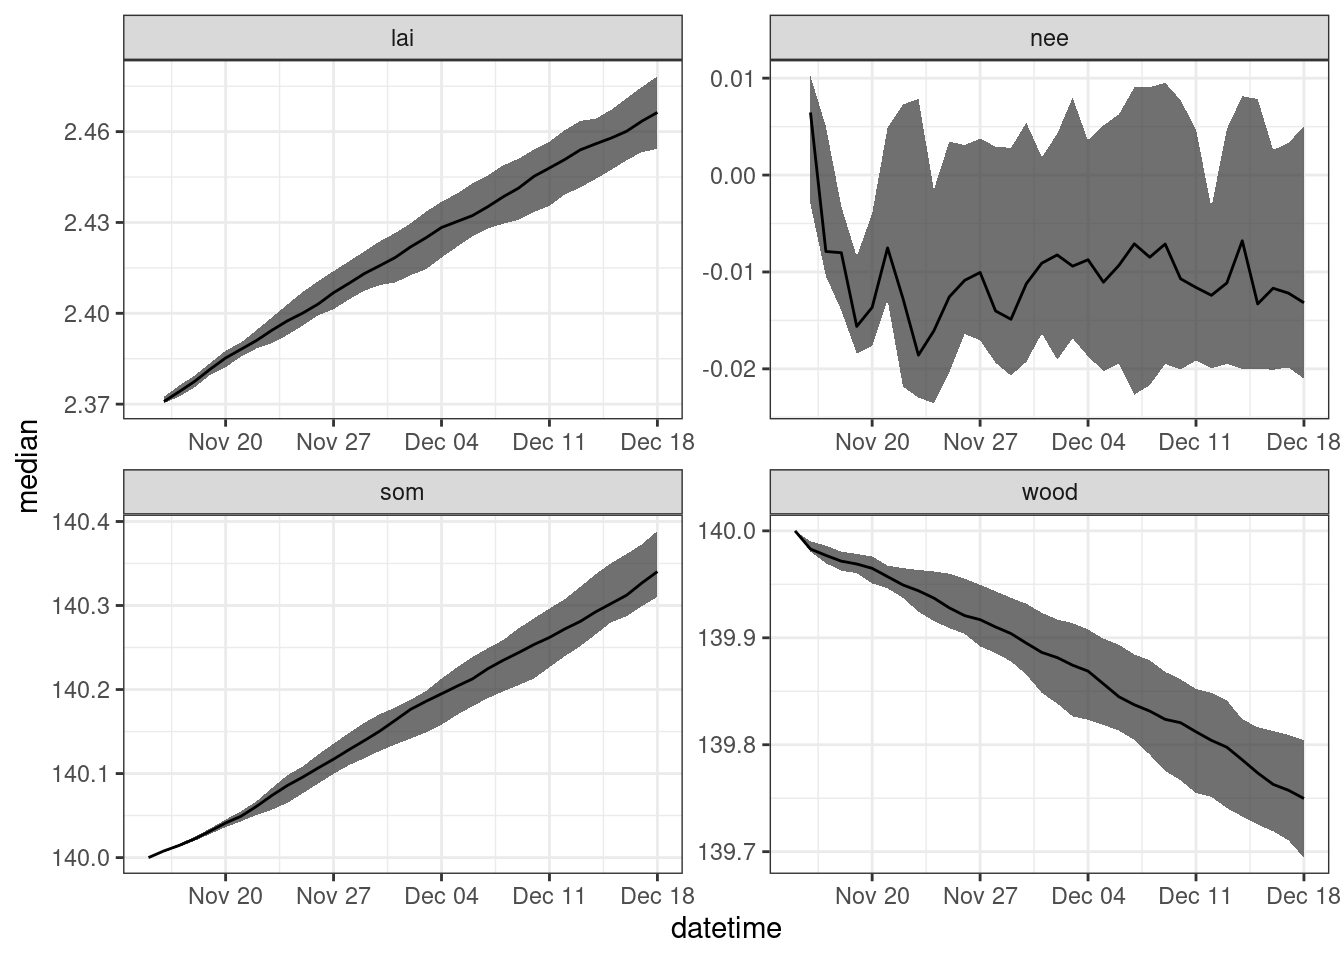 lai
nee
2.46
2.43
2.40
2.37
0.01
0.00
-0.01
-0.02
Nov 20 Nov 27 Dec 04 Dec 11 Dec 18
Nov 20 Nov 27 Dec 04 Dec 11 Dec 18
median
som
wood
140.4
140.3
140.2
140.1
140.0
140.0
139.9
139.8
139.7
Nov 20 Nov 27 Dec 04 Dec 11 Dec 18
Nov 20 Nov 27 Dec 04 Dec 11 Dec 18
datetime